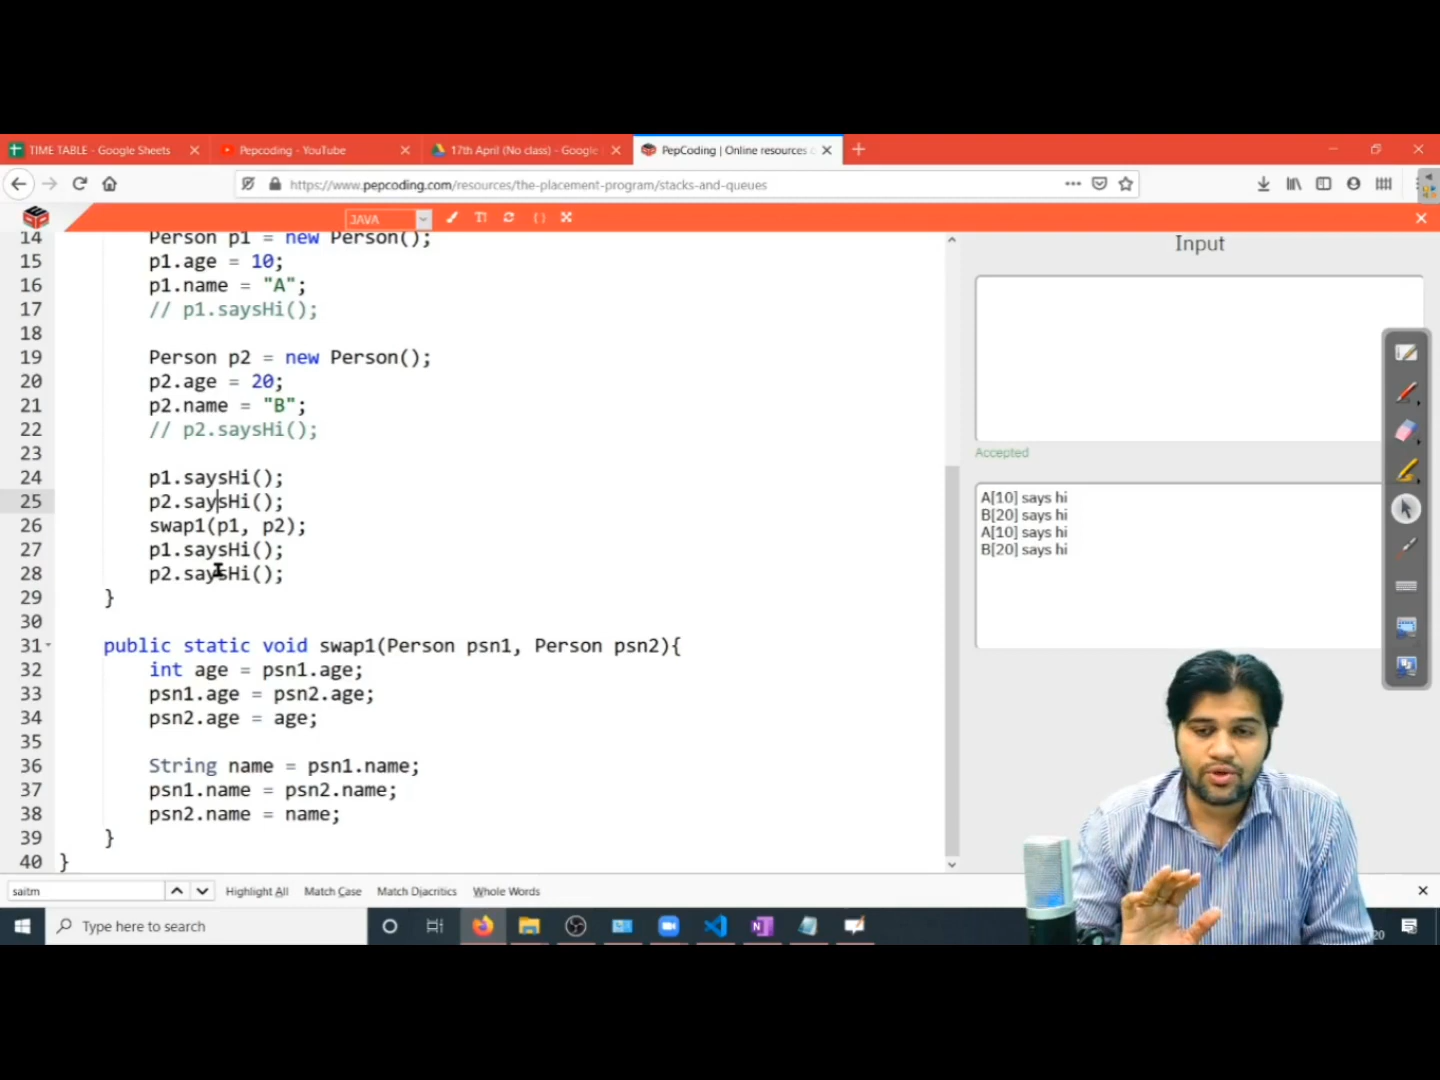 TIME TABLE - Google Sheets
Pepcoding - YouTube
17th April (No class) - Google
PepCoding | Online resources
https://www.pepcoding.com/resources/the-placement-program/stacks-and-queues
JAVA
14 Person p1 = new Person();
15 p1.age = 10;
16 p1.name = "A";
17 // p1.saysHi();
18
19 Person p2 = new Person();
20 p2.age = 20;
21 p2.name = "B";
22 // p2.saysHi();
23
24 p1.saysHi();
25 p2.saysHi();
26 swap1(p1, p2);
27 p1.saysHi();
28 p2.saysHi();
29 }
30
31 public static void swap1(Person psn1, Person psn2){
32 int age = psn1.age;
33 psn1.age = psn2.age;
34 psn2.age = age;
35
36 String name = psn1.name;
37 psn1.name = psn2.name;
38 psn2.name = name;
39 }
40 }
Input
Accepted
A[10] says hi
B[20] says hi
A[10] says hi
B[20] says hi
saitm
Highlight All
Match Case
Match Diacritics
Whole Words
Type here to search
20